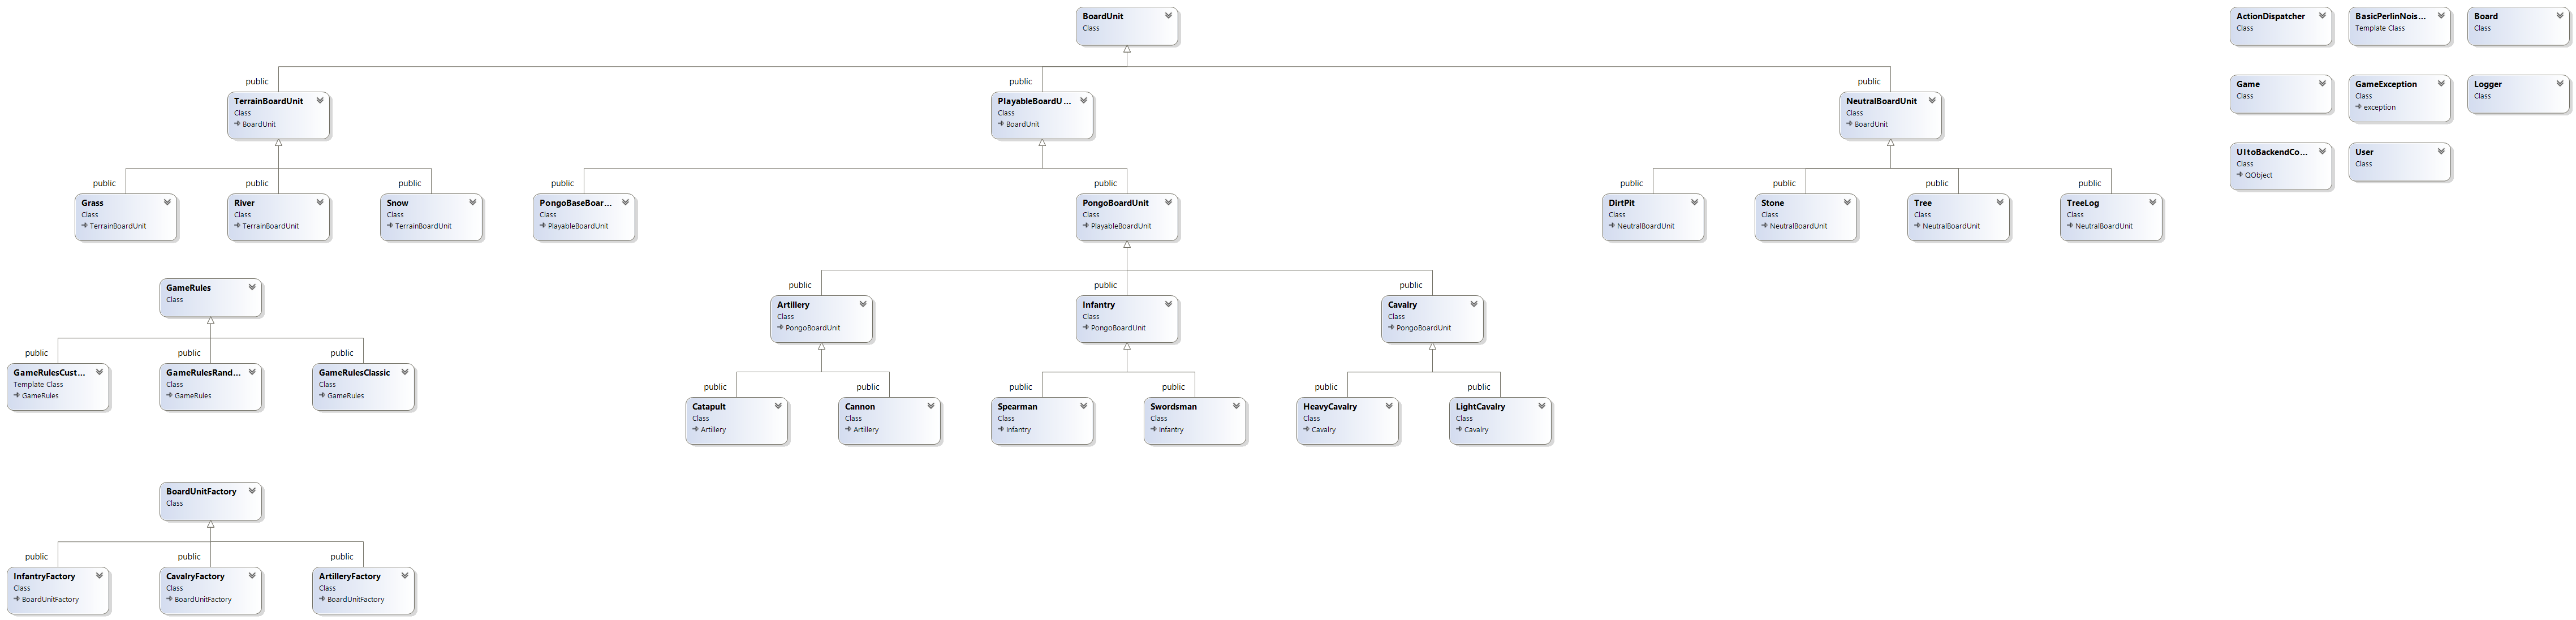 BoardUnit
Class
public
TerrainBoardUnit
Class
BoardUnit
public
PlayableBoardU...
Class
BoardUnit
public
NeutralBoardUnit
Class
BoardUnit
public
Grass
Class
TerrainBoardUnit
public
River
Class
TerrainBoardUnit
public
Snow
Class
TerrainBoardUnit
public
PongoBaseBoar...
Class
PlayableBoardUnit
public
PongoBoardUnit
Class
PlayableBoardUnit
public
DirtPit
Class
NeutralBoardUnit
public
Stone
Class
NeutralBoardUnit
public
Tree
Class
NeutralBoardUnit
public
TreeLog
Class
NeutralBoardUnit
public
Artillery
Class
PongoBoardUnit
public
Infantry
Class
PongoBoardUnit
public
Cavalry
Class
PongoBoardUnit
public
Catapult
Class
Artillery
public
Cannon
Class
Artillery
public
Spearman
Class
Infantry
public
Swordsman
Class
Infantry
public
HeavyCavalry
Class
Cavalry
public
LightCavalry
Class
Cavalry
GameRules
Class
public
GameRulesCust...
Template Class
GameRules
public
GameRulesRand...
Class
GameRules
public
GameRulesClassic
Class
GameRules
BoardUnitFactory
Class
public
InfantryFactory
Class
BoardUnitFactory
public
CavalryFactory
Class
BoardUnitFactory
public
ArtilleryFactory
Class
BoardUnitFactory
ActionDispatcher
Class
BasicPerlinNois...
Template Class
Board
Class
Game
Class
GameException
Class
exception
Logger
Class
UItoBackendCo...
Class
QObject
User
Class